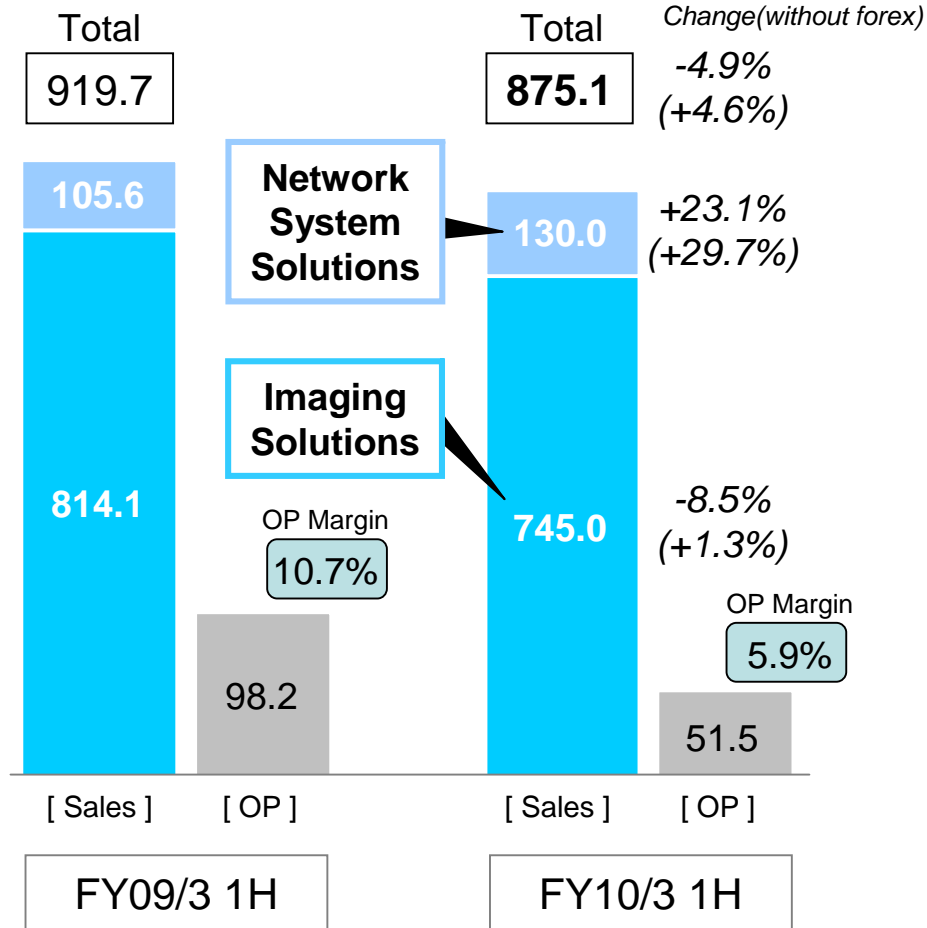 Total
Total
Change(without forex)
919.7
875.1
-4.9%
(+4.6%)
105.6
Network
System
Solutions
130.0
+23.1%
(+29.7%)
Imaging
Solutions
814.1
745.0
-8.5%
(+1.3%)
OP Margin
10.7%
OP Margin
5.9%
98.2
51.5
[ Sales ]
[ OP ]
[ Sales ]
[ OP ]
FY09/3 1H
FY10/3 1H